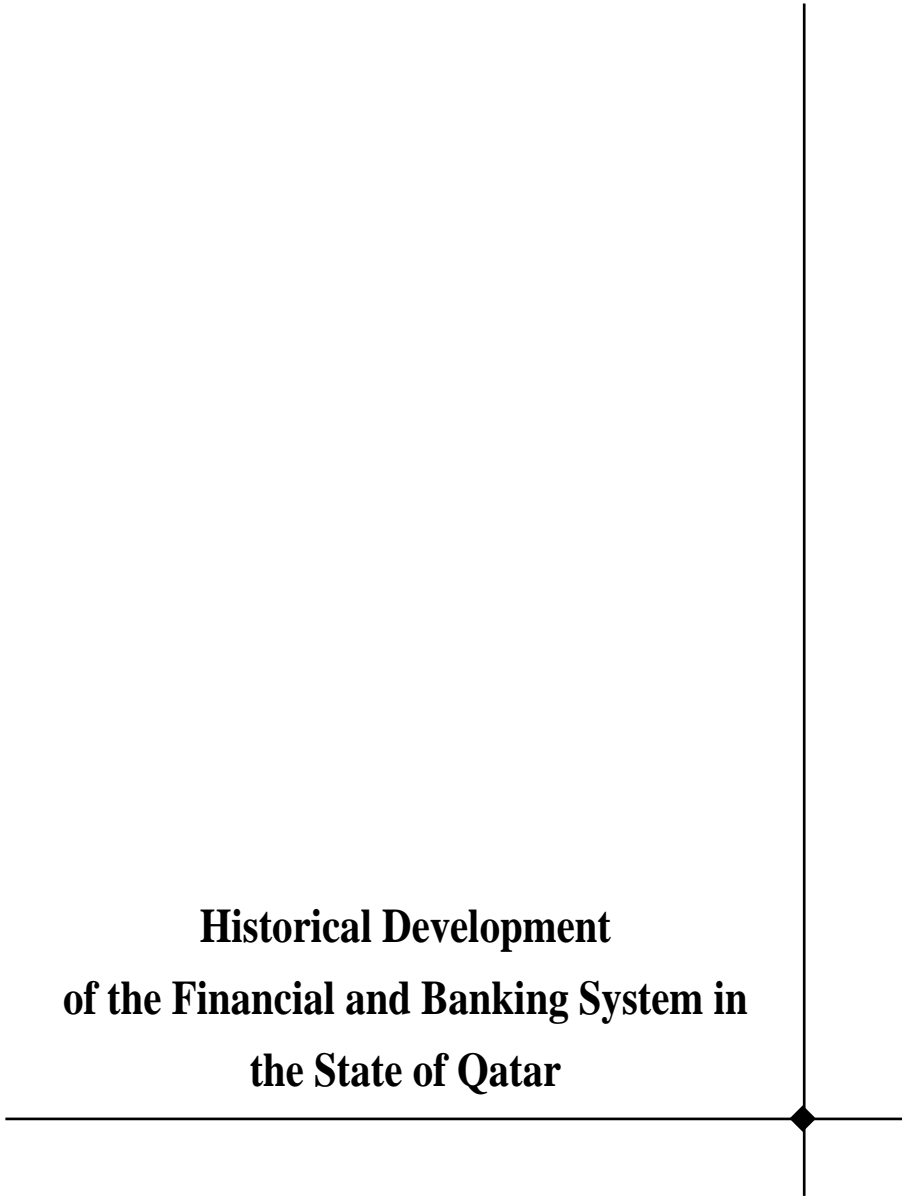 Historical Development
of the Financial and Banking System in
the State of Qatar